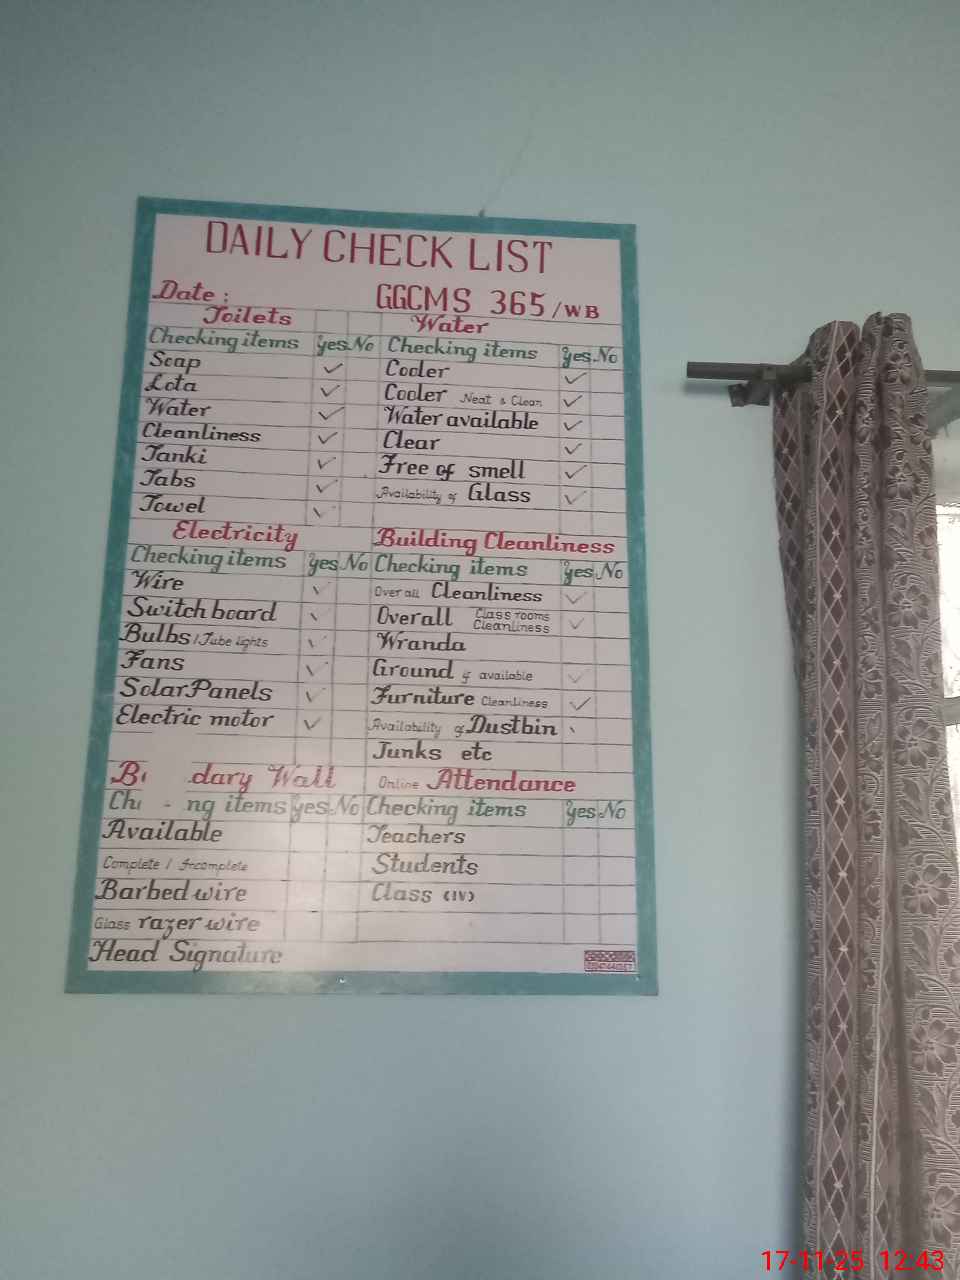 DAILY CHECK LIST
Date : GGCMS 365/WB
Toilets Water
Checking items Yes No Checking items Yes No
Soap ✓ Cooler ✓
Lota ✓ Cooler Neat & Clean ✓
Water ✓ Water available ✓
Cleanliness ✓ Clear ✓
Tanki ✓ Free of smell ✓
Tabs ✓ Availability of Glass ✓
Towel ✓
Electricity Building Cleanliness
Checking items Yes No Checking items Yes No
Wire ✓ Over all Cleanliness ✓
Switch board ✓ Overall Class rooms Cleanliness ✓
Bulbs / Tube lights ✓ Wranda
Fans ✓ Ground if available ✓
Solar Panels ✓ Furniture Cleanliness ✓
Electric motor ✓ Availability of Dustbin
Junks etc
dary Wall Online Attendance
ng items Yes No Checking items Yes No
Available Teachers
Complete / Incomplete Students
Barbed wire Class (IV)
Glass razer wire
Head Signature
17-11-25 12:43